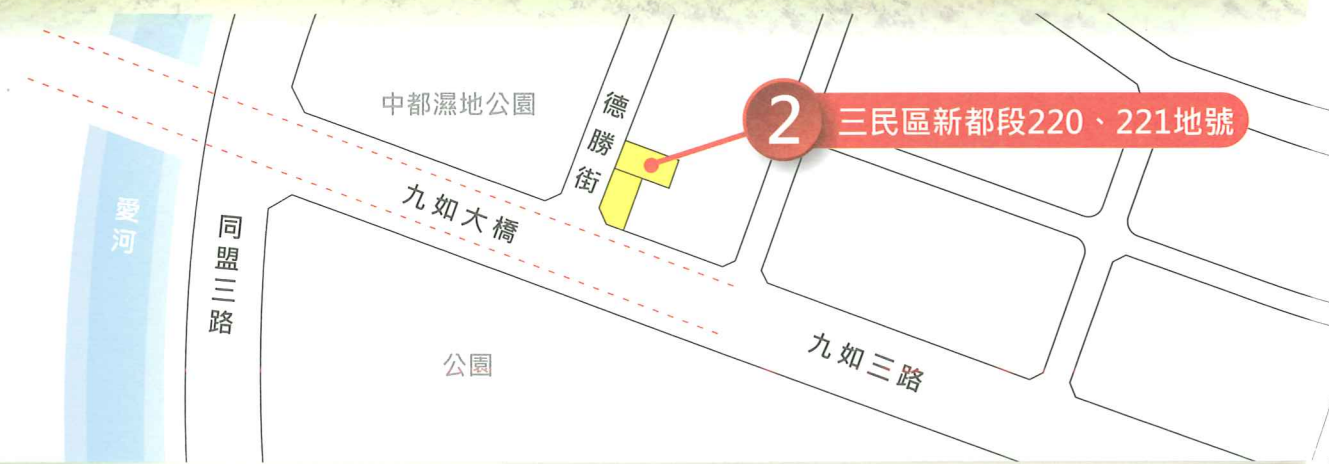 中都濕地公園
德勝街
2
三民區新都段220、221地號
愛河
同盟三路
九如大橋
公園
九如三路